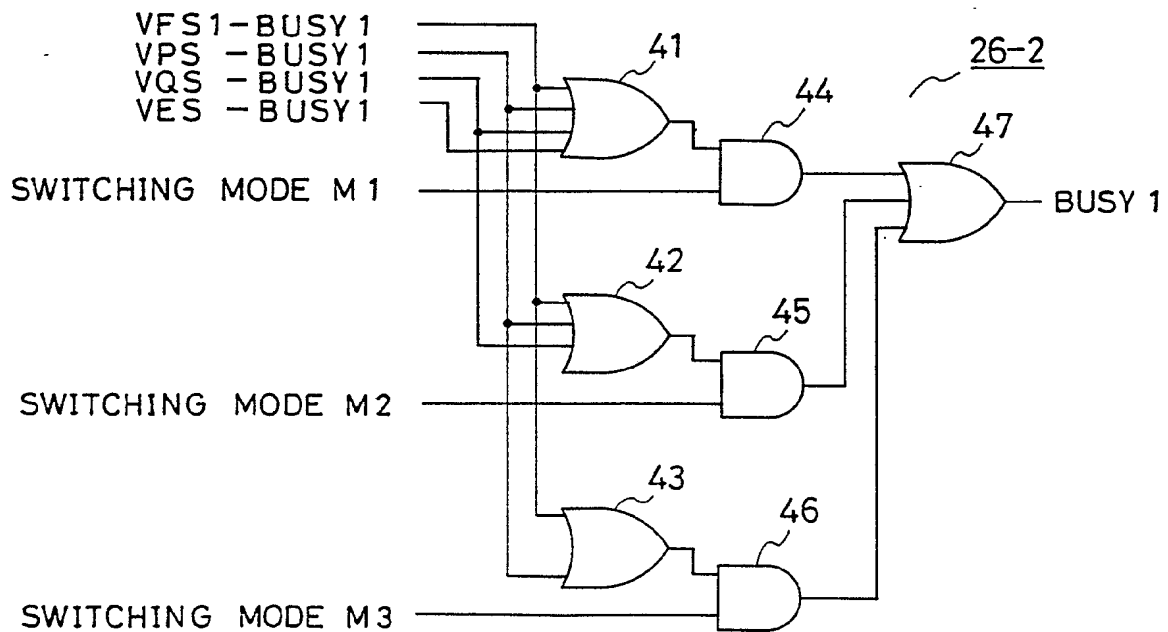 VFS1-BUSY1
VPS -BUSY1
VQS -BUSY1
VES -BUSY1
41
26-2
44
47
SWITCHING MODE M1
BUSY 1
42
45
SWITCHING MODE M2
43
46
SWITCHING MODE M3